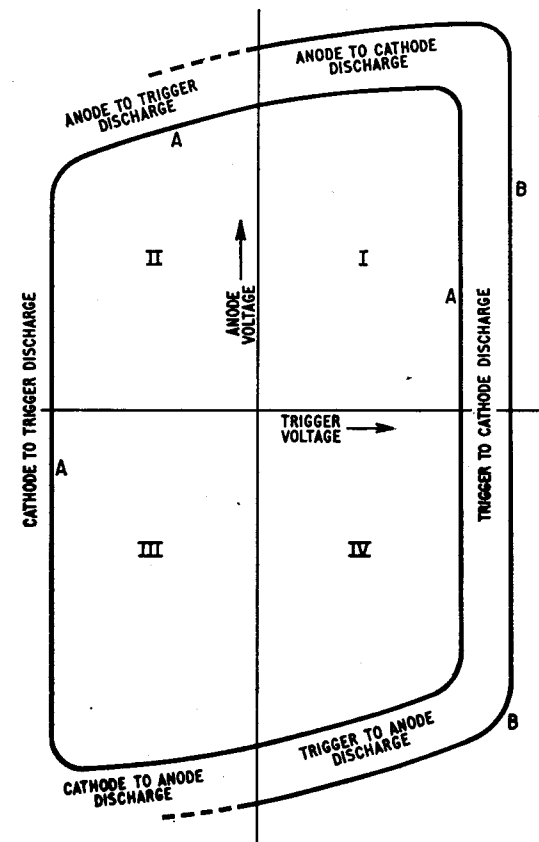 ANODE TO CATHODE
DISCHARGE
ANODE TO TRIGGER
DISCHARGE
A
B
II
I
ANODE
VOLTAGE
A
CATHODE TO TRIGGER DISCHARGE
TRIGGER TO CATHODE DISCHARGE
TRIGGER
VOLTAGE
A
III
IV
B
TRIGGER TO ANODE
DISCHARGE
CATHODE TO ANODE
DISCHARGE